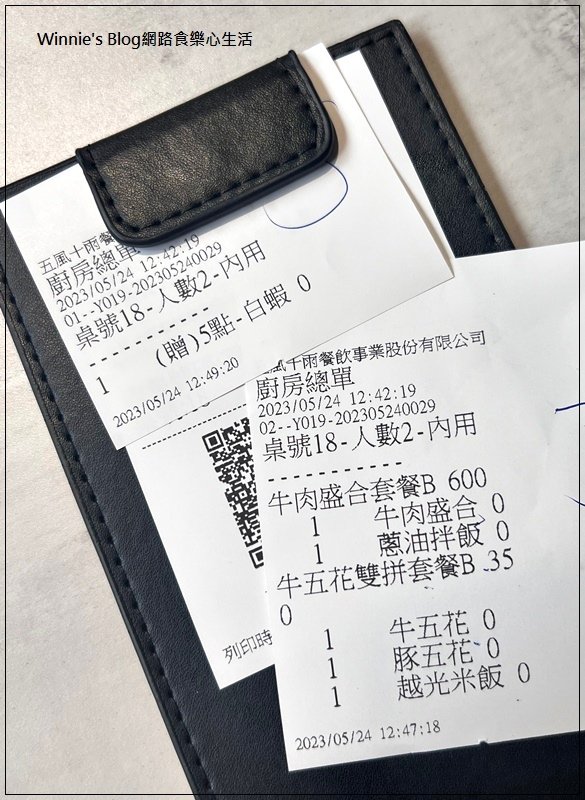 Winnie's Blog網路食樂心生活
五風十雨餐
廚房總單
2023/05/24 12:42:19
01--Y019-202305240029
桌號18-人數2-內用
- - - - - - - - - - - -
1 (贈)5點-白蝦 0
2023/05/24 12:49:20
列印時
風十雨餐飲事業股份有限公司
廚房總單
2023/05/24 12:42:19
02--Y019-202305240029
桌號18-人數2-內用
- - - - - - - - - - - -
牛肉盛合套餐B 600
1 牛肉盛合 0
1 蔥油拌飯 0
牛五花雙拼套餐B 35
0
1 牛五花 0
1 豚五花 0
1 越光米飯 0
2023/05/24 12:47:18